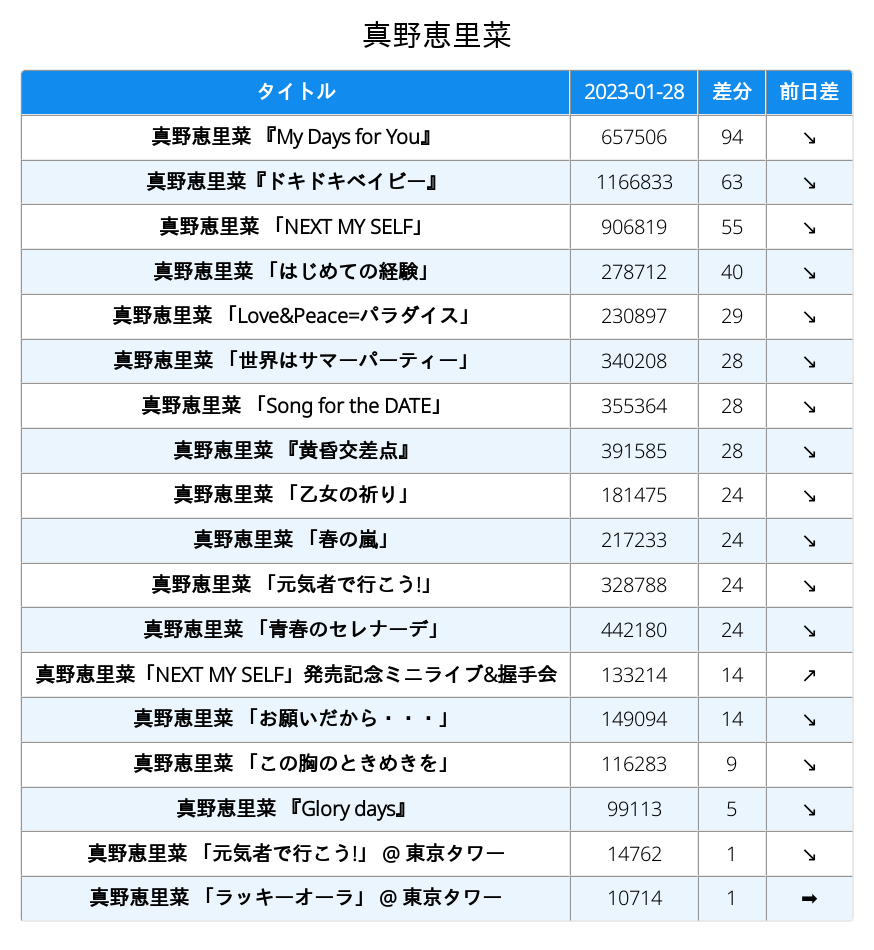 真野恵里菜
タイトル 2023-01-28 差分 前日差
真野恵里菜 『My Days for You』 657506 94 ↘
真野恵里菜『ドキドキベイビー』 1166833 63 ↘
真野恵里菜 「NEXT MY SELF」 906819 55 ↘
真野恵里菜 「はじめての経験」 278712 40 ↘
真野恵里菜 「Love&Peace=パラダイス」 230897 29 ↘
真野恵里菜 「世界はサマーパーティー」 340208 28 ↘
真野恵里菜 「Song for the DATE」 355364 28 ↘
真野恵里菜 『黄昏交差点』 391585 28 ↘
真野恵里菜 「乙女の祈り」 181475 24 ↘
真野恵里菜 「春の嵐」 217233 24 ↘
真野恵里菜 「元気者で行こう!」 328788 24 ↘
真野恵里菜 「青春のセレナーデ」 442180 24 ↘
真野恵里菜「NEXT MY SELF」発売記念ミニライブ&握手会 133214 14 ↗
真野恵里菜 「お願いだから・・・」 149094 14 ↘
真野恵里菜 「この胸のときめきを」 116283 9 ↘
真野恵里菜 『Glory days』 99113 5 ↘
真野恵里菜 「元気者で行こう!」 @ 東京タワー 14762 1 ↘
真野恵里菜 「ラッキーオーラ」 @ 東京タワー 10714 1 ➡